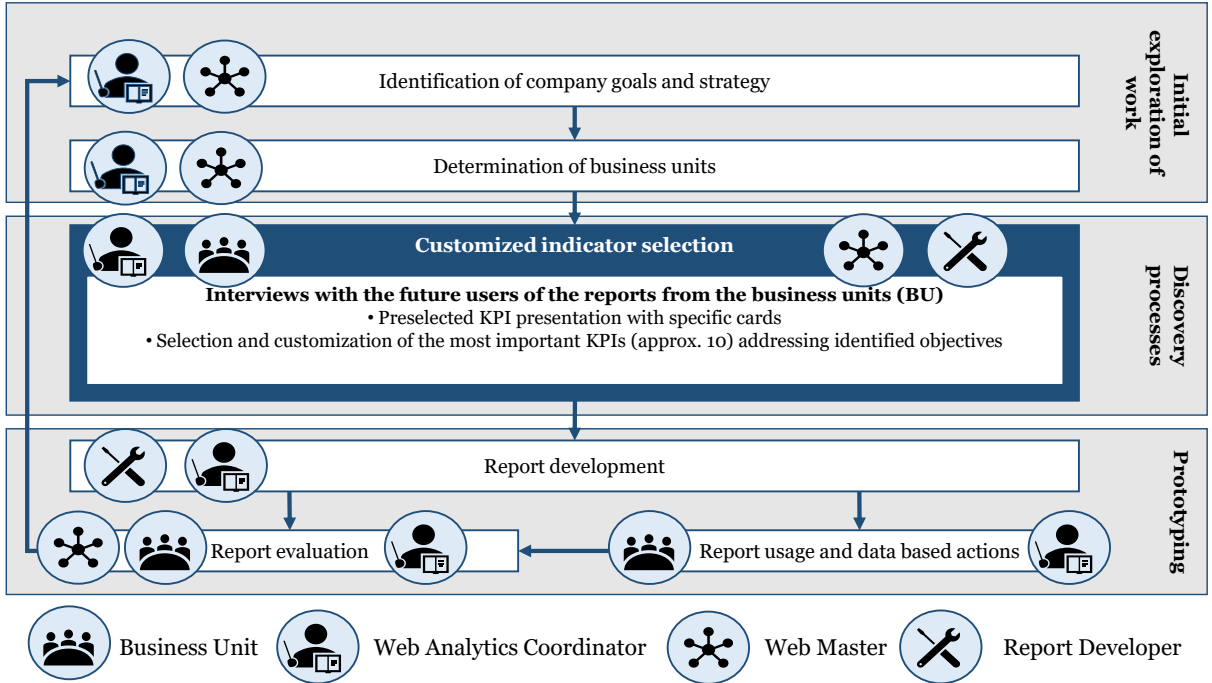 Identification of company goals and strategy
Determination of business units
Initial
exploration of
work
Customized indicator selection
Interviews with the future users of the reports from the business units (BU)
• Preselected KPI presentation with specific cards
• Selection and customization of the most important KPIs (approx. 10) addressing identified objectives
Discovery
processes
Report development
Report evaluation
Report usage and data based actions
Prototyping
Business Unit
Web Analytics Coordinator
Web Master
Report Developer